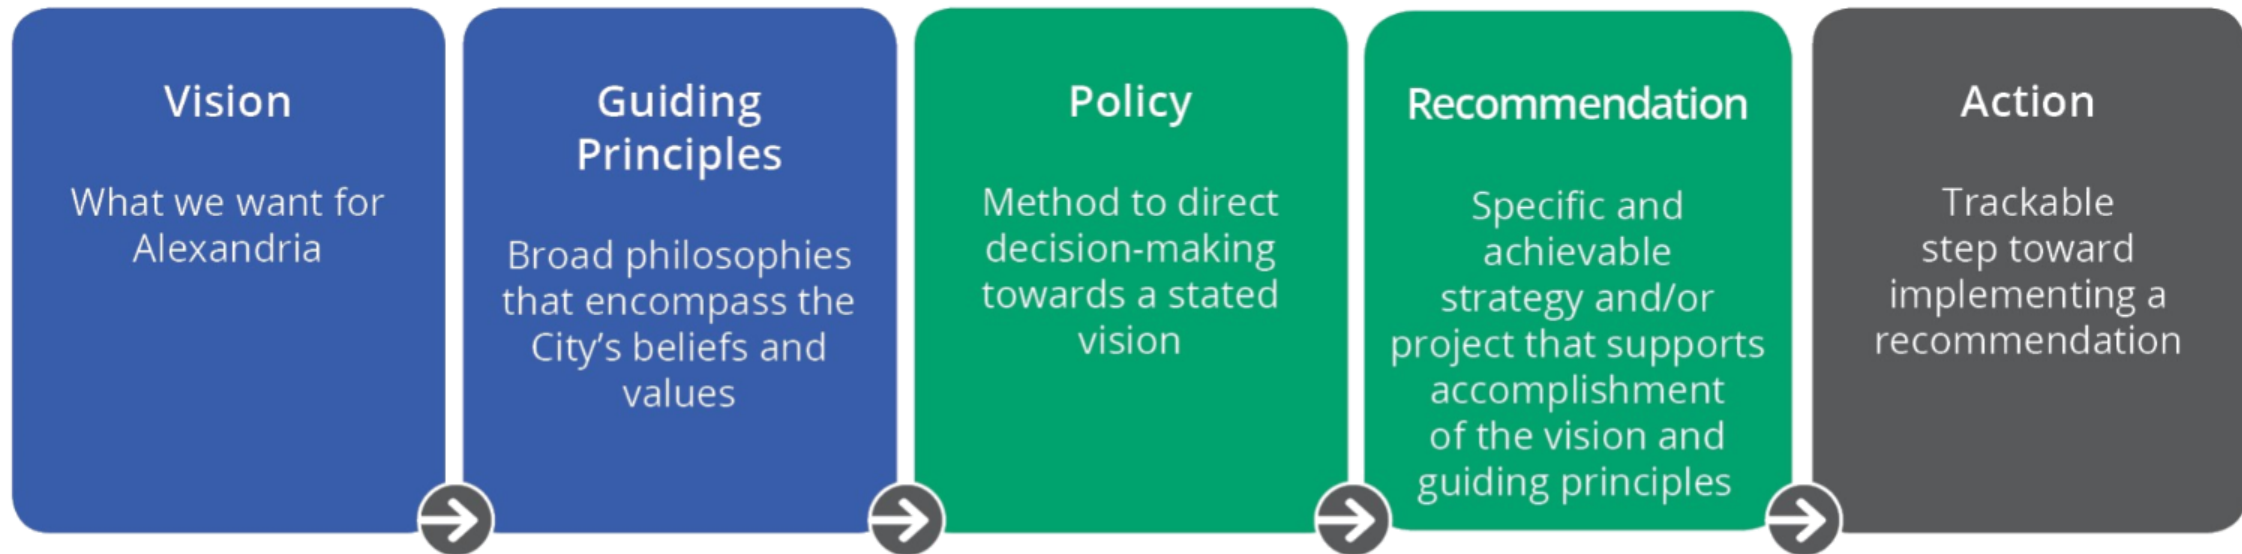 Vision
What we want for
Alexandria
Guiding
Principles
Broad philosophies
that encompass the
City's beliefs and
values
Policy
Method to direct
decision-making
towards a stated
vision
Recommendation
Specific and
achievable
strategy and/or
project that supports
accomplishment
of the vision and
guiding principles
Action
Trackable
step toward
implementing a
recommendation